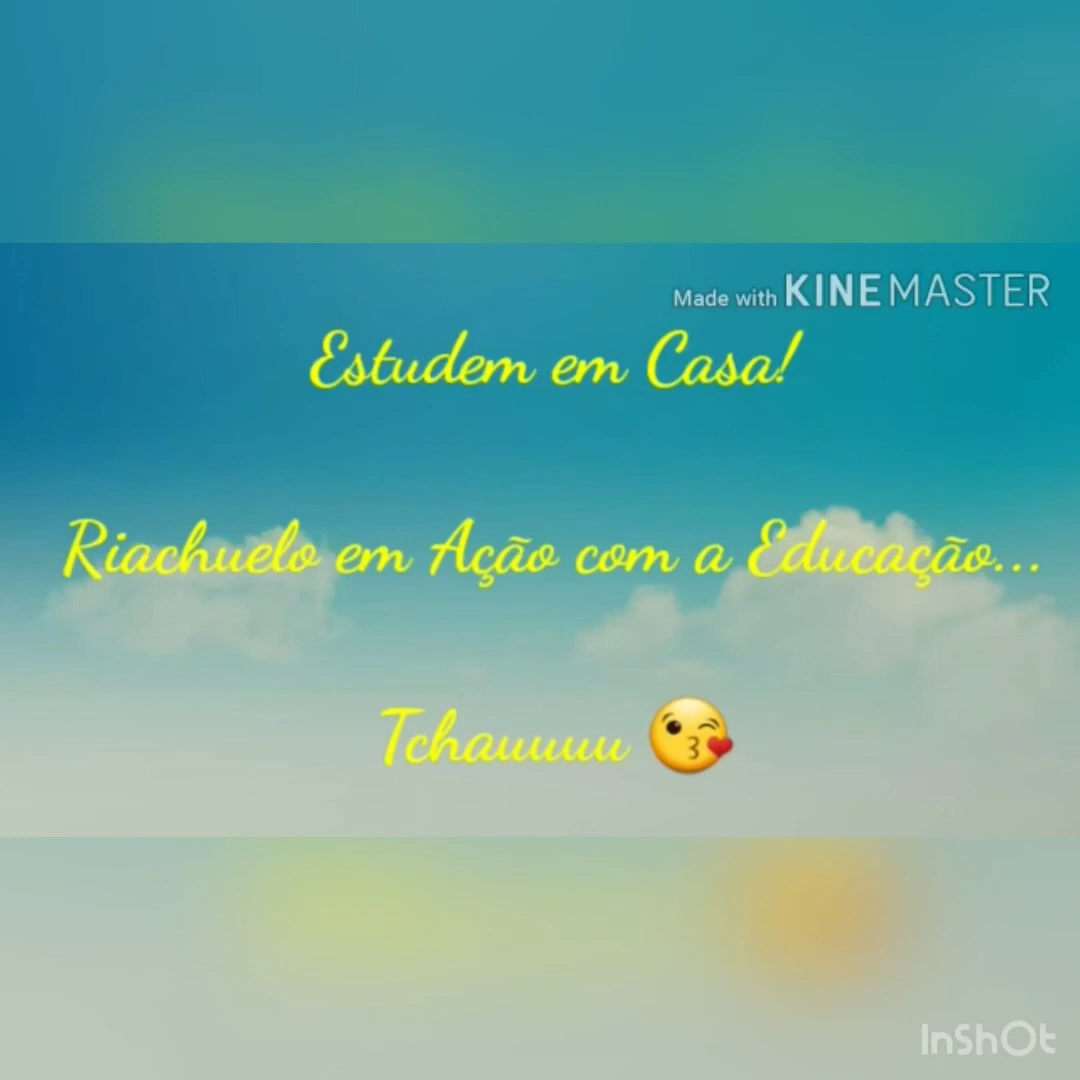 Made with KINEMASTER
Estudem em Casa!
Riachuelo em Ação com a Educação...
Tchauuuu 😘
InShOt